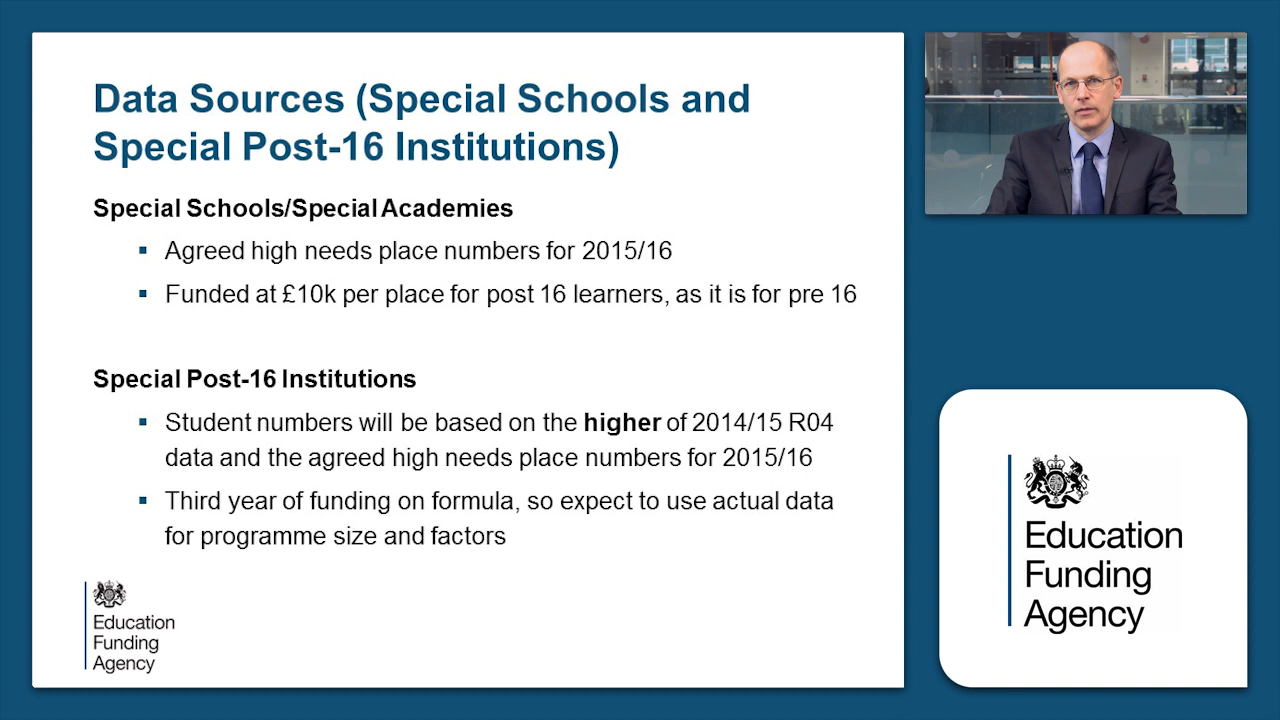 Data Sources (Special Schools and
Special Post-16 Institutions)
Special Schools/Special Academies
▪ Agreed high needs place numbers for 2015/16
▪ Funded at £10k per place for post 16 learners, as it is for pre 16
Special Post-16 Institutions
▪ Student numbers will be based on the higher of 2014/15 R04
data and the agreed high needs place numbers for 2015/16
▪ Third year of funding on formula, so expect to use actual data
for programme size and factors
Education
Funding
Agency
Education
Funding
Agency